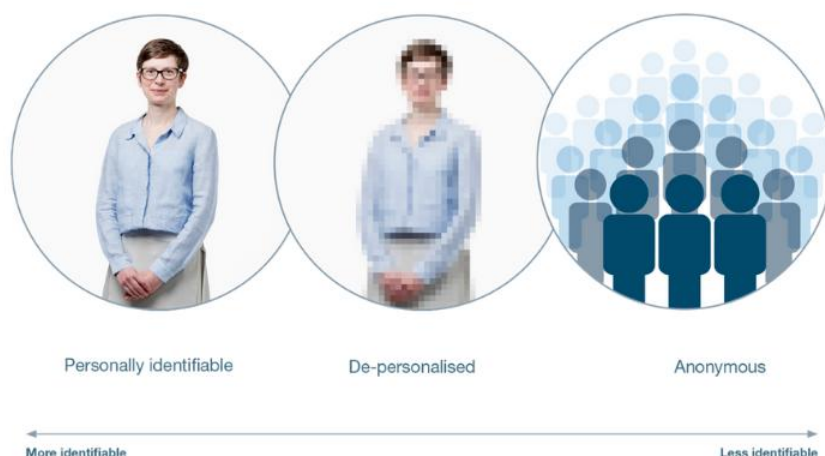 Personally identifiable
De-personalised
Anonymous
More identifiable
Less identifiable